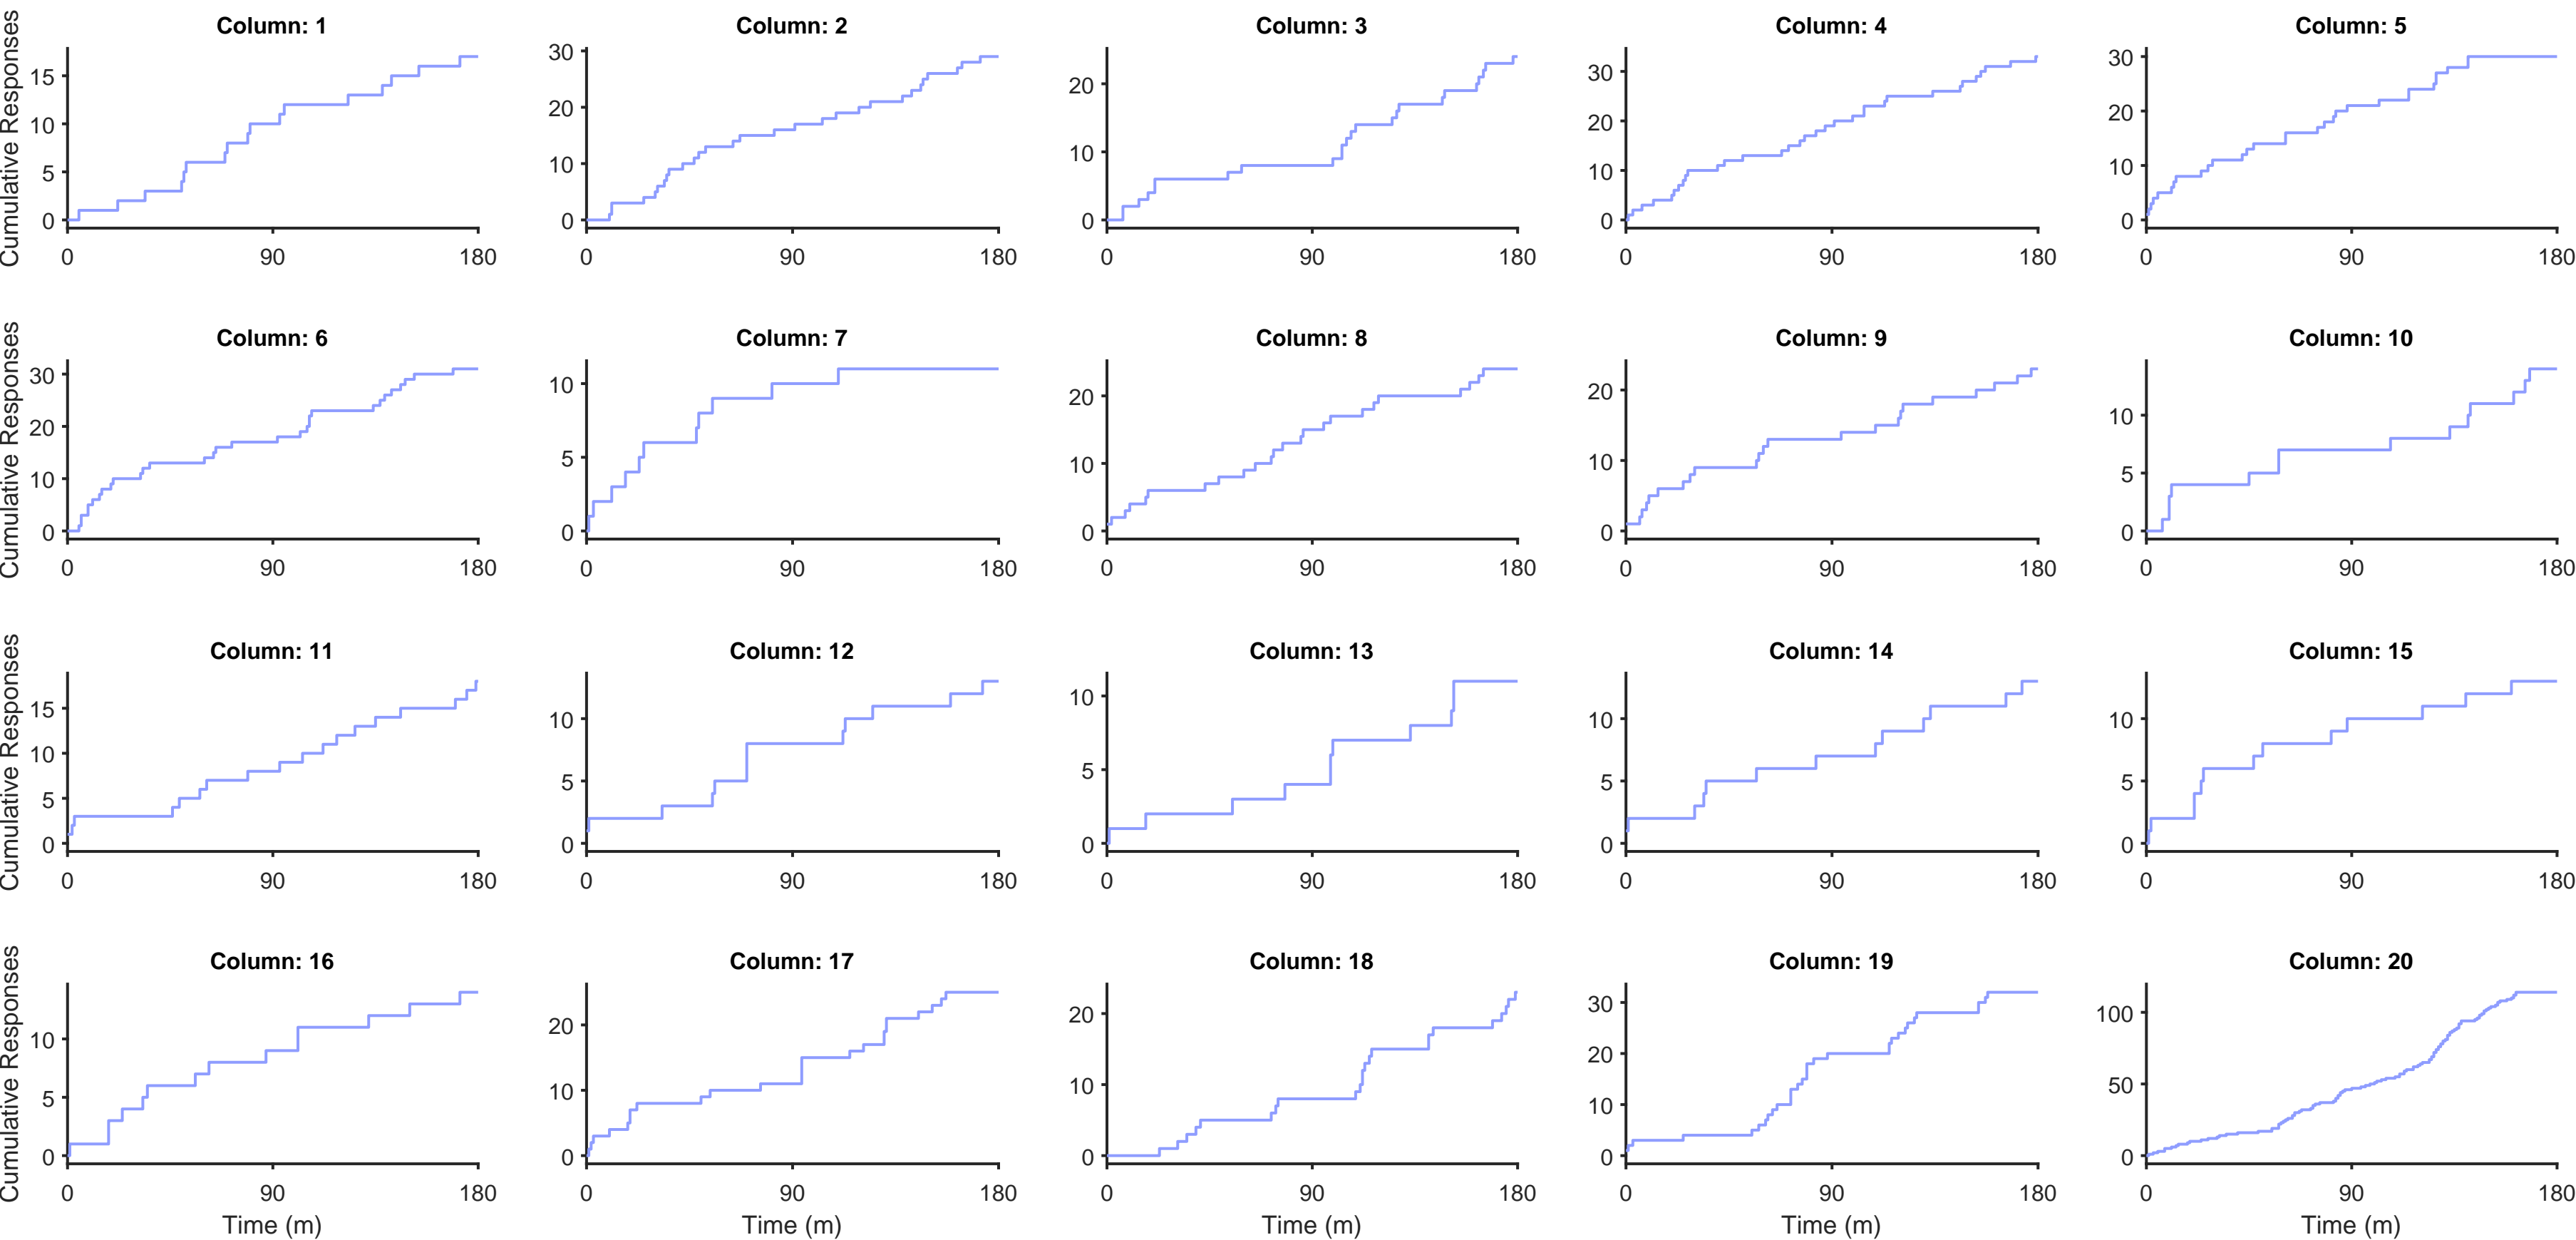 Column: 1
Column: 2
Column: 3
Column: 4
Column: 5
Cumulative Responses
15
10
5
0
0 90 180
30
20
10
0
0 90 180
20
10
0
0 90 180
30
20
10
0
0 90 180
30
20
10
0
0 90 180
Column: 6
Column: 7
Column: 8
Column: 9
Column: 10
Cumulative Responses
30
20
10
0
0 90 180
10
5
0
0 90 180
20
10
0
0 90 180
20
10
0
0 90 180
10
5
0
0 90 180
Column: 11
Column: 12
Column: 13
Column: 14
Column: 15
Cumulative Responses
15
10
5
0
0 90 180
10
5
0
0 90 180
10
5
0
0 90 180
10
5
0
0 90 180
10
5
0
0 90 180
Column: 16
Column: 17
Column: 18
Column: 19
Column: 20
Cumulative Responses
10
5
0
0 90 180
Time (m)
20
10
0
0 90 180
Time (m)
20
10
0
0 90 180
Time (m)
30
20
10
0
0 90 180
Time (m)
100
50
0
0 90 180
Time (m)